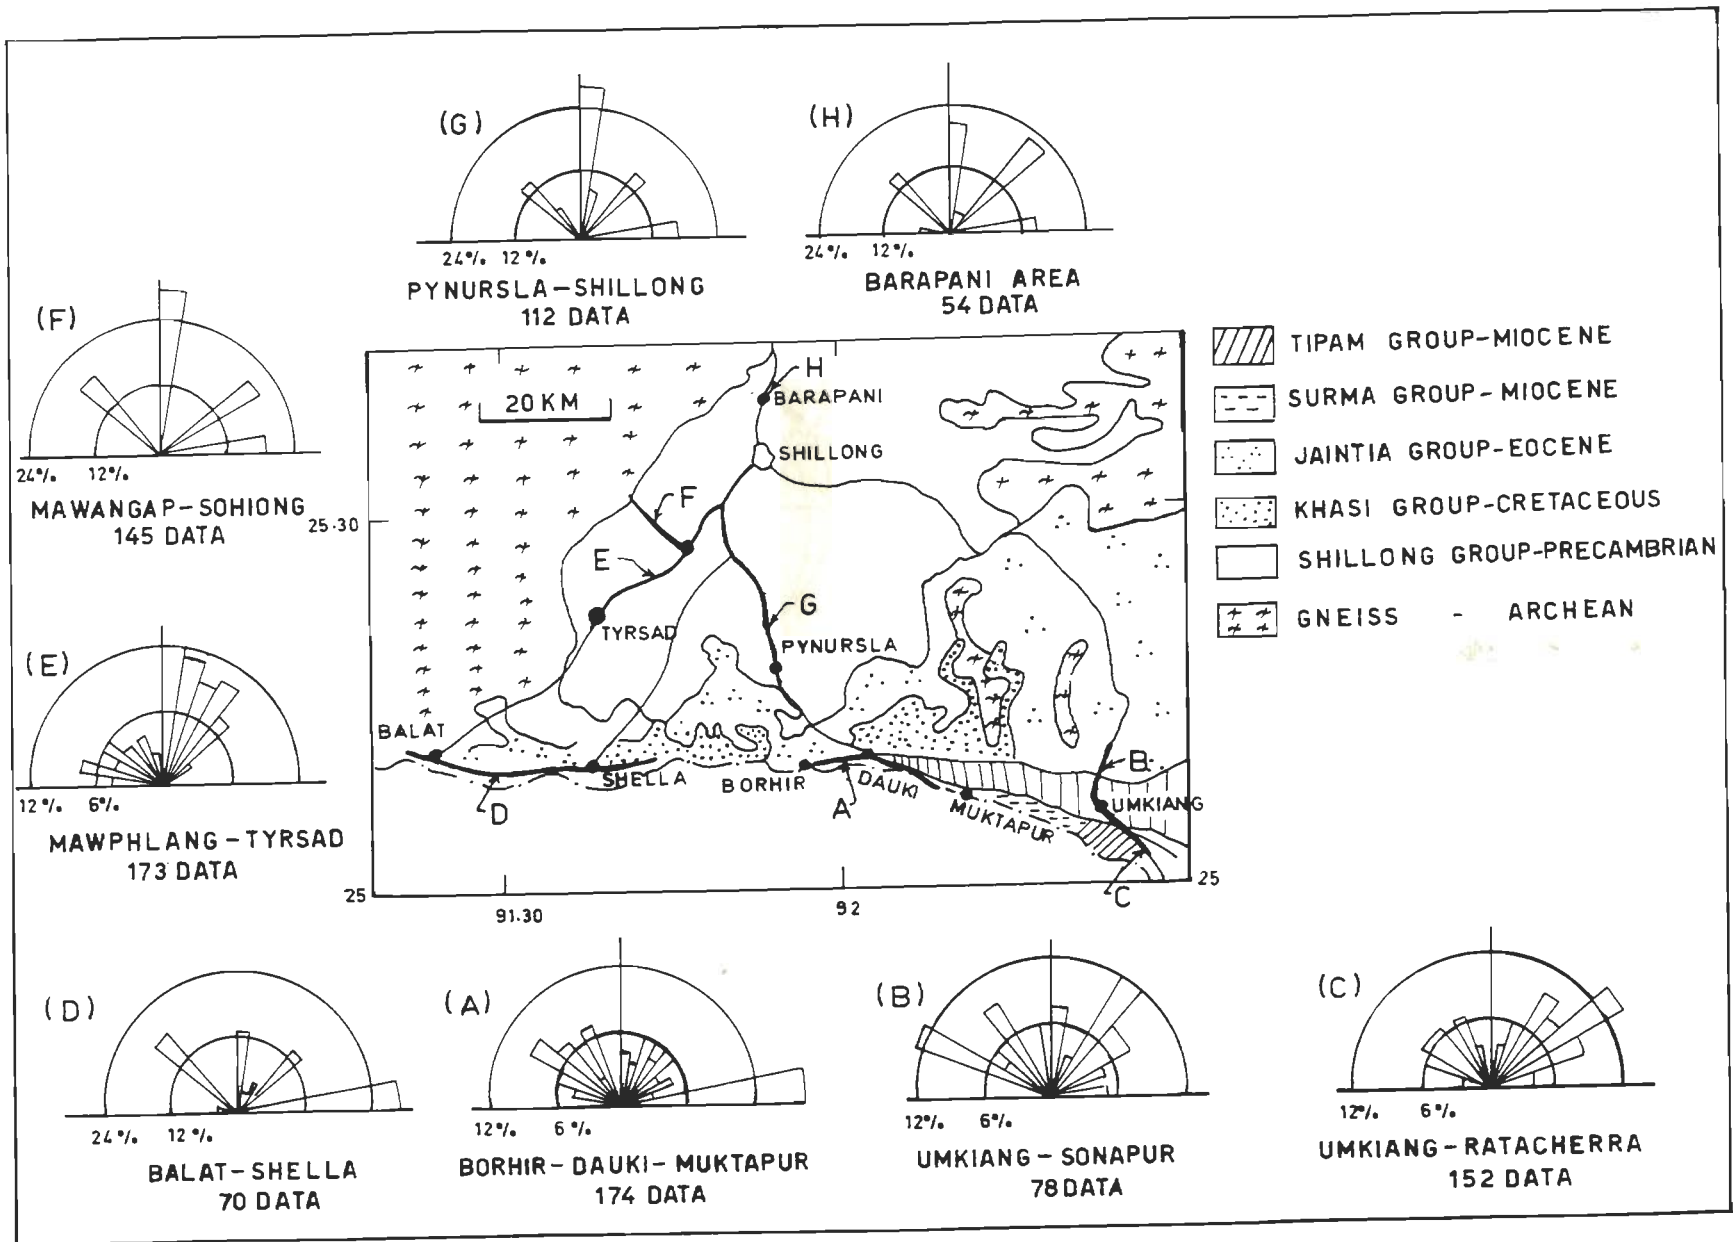 (G)
24% 12%
PYNURSLA-SHILLONG
112 DATA
(H)
24% 12%
BARAPANI AREA
54 DATA
(F)
24% 12%
MAWANGAP-SOHIONG
145 DATA
(E)
12% 6%
MAWPHLANG-TYRSAD
173 DATA
H
BARAPANI
20 KM
SHILLONG
F
25.30
E
TYRSAD
G
PYNURSLA
BALAT
SHELLA
D
BORHIR
A
DAUKI
MUKTAPUR
B
UMKIANG
C
25
25
91.30
92
TIPAM GROUP-MIOCENE
SURMA GROUP-MIOCENE
JAINTIA GROUP-EOCENE
KHASI GROUP-CRETACEOUS
SHILLONG GROUP-PRECAMBRIAN
GNEISS - ARCHEAN
(D)
24% 12%
BALAT-SHELLA
70 DATA
(A)
12% 6%
BORHIR-DAUKI-MUKTAPUR
174 DATA
(B)
12% 6%
UMKIANG-SONAPUR
78 DATA
(C)
12% 6%
UMKIANG-RATACHERRA
152 DATA